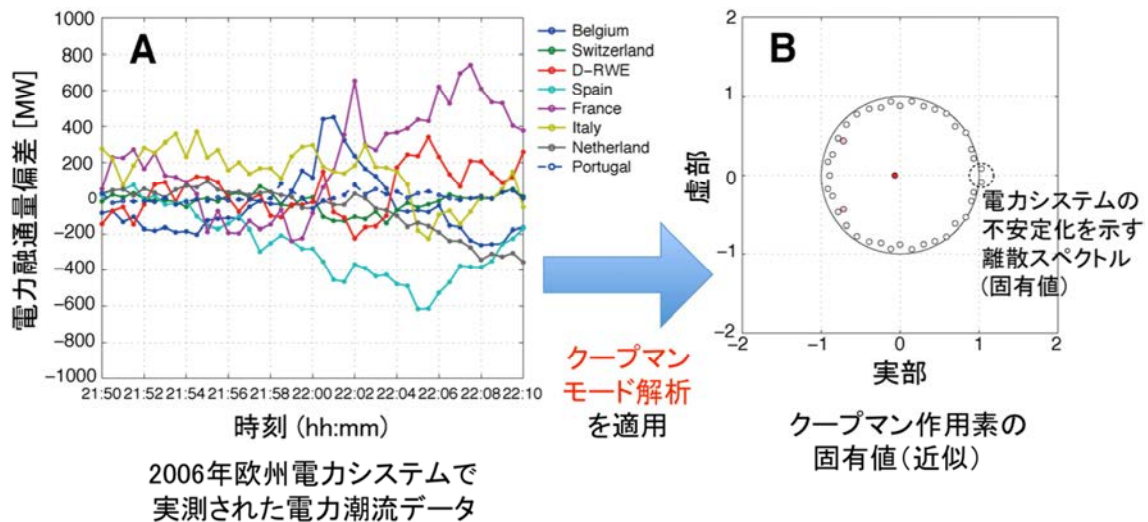 A
1000
800
600
400
200
0
−200
−400
−600
−800
−1000
電力融通量偏差 [MW]
21:50 21:52 21:54 21:56 21:58 22:00 22:02 22:04 22:06 22:08 22:10
時刻 (hh:mm)
Belgium
Switzerland
D−RWE
Spain
France
Italy
Netherland
Portugal
2006年欧州電力システムで
実測された電力潮流データ
クープマン
モード解析
を適用
B
2
1
0
−1
−2
虚部
−2 −1 0 1 2
実部
電力システムの
不安定化を示す
離散スペクトル
(固有値)
クープマン作用素の
固有値(近似)